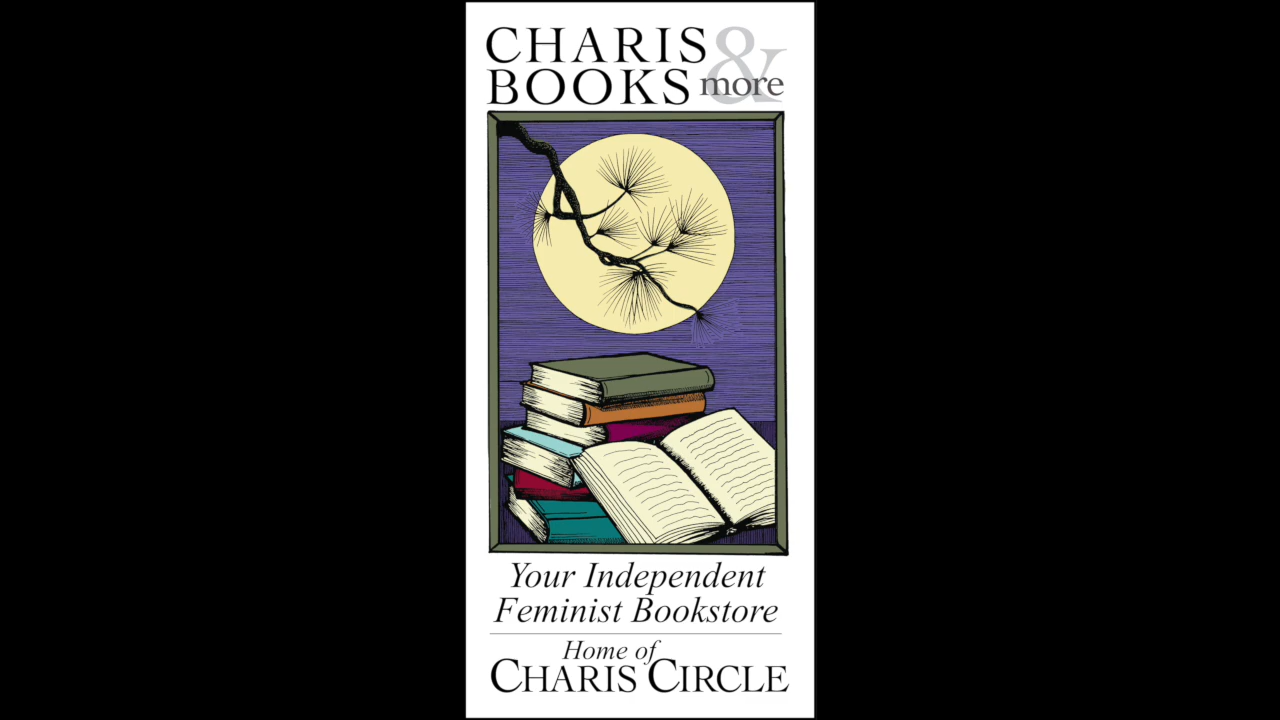 CHARIS &
BOOKS more
Your Independent
Feminist Bookstore
Home of
CHARIS CIRCLE